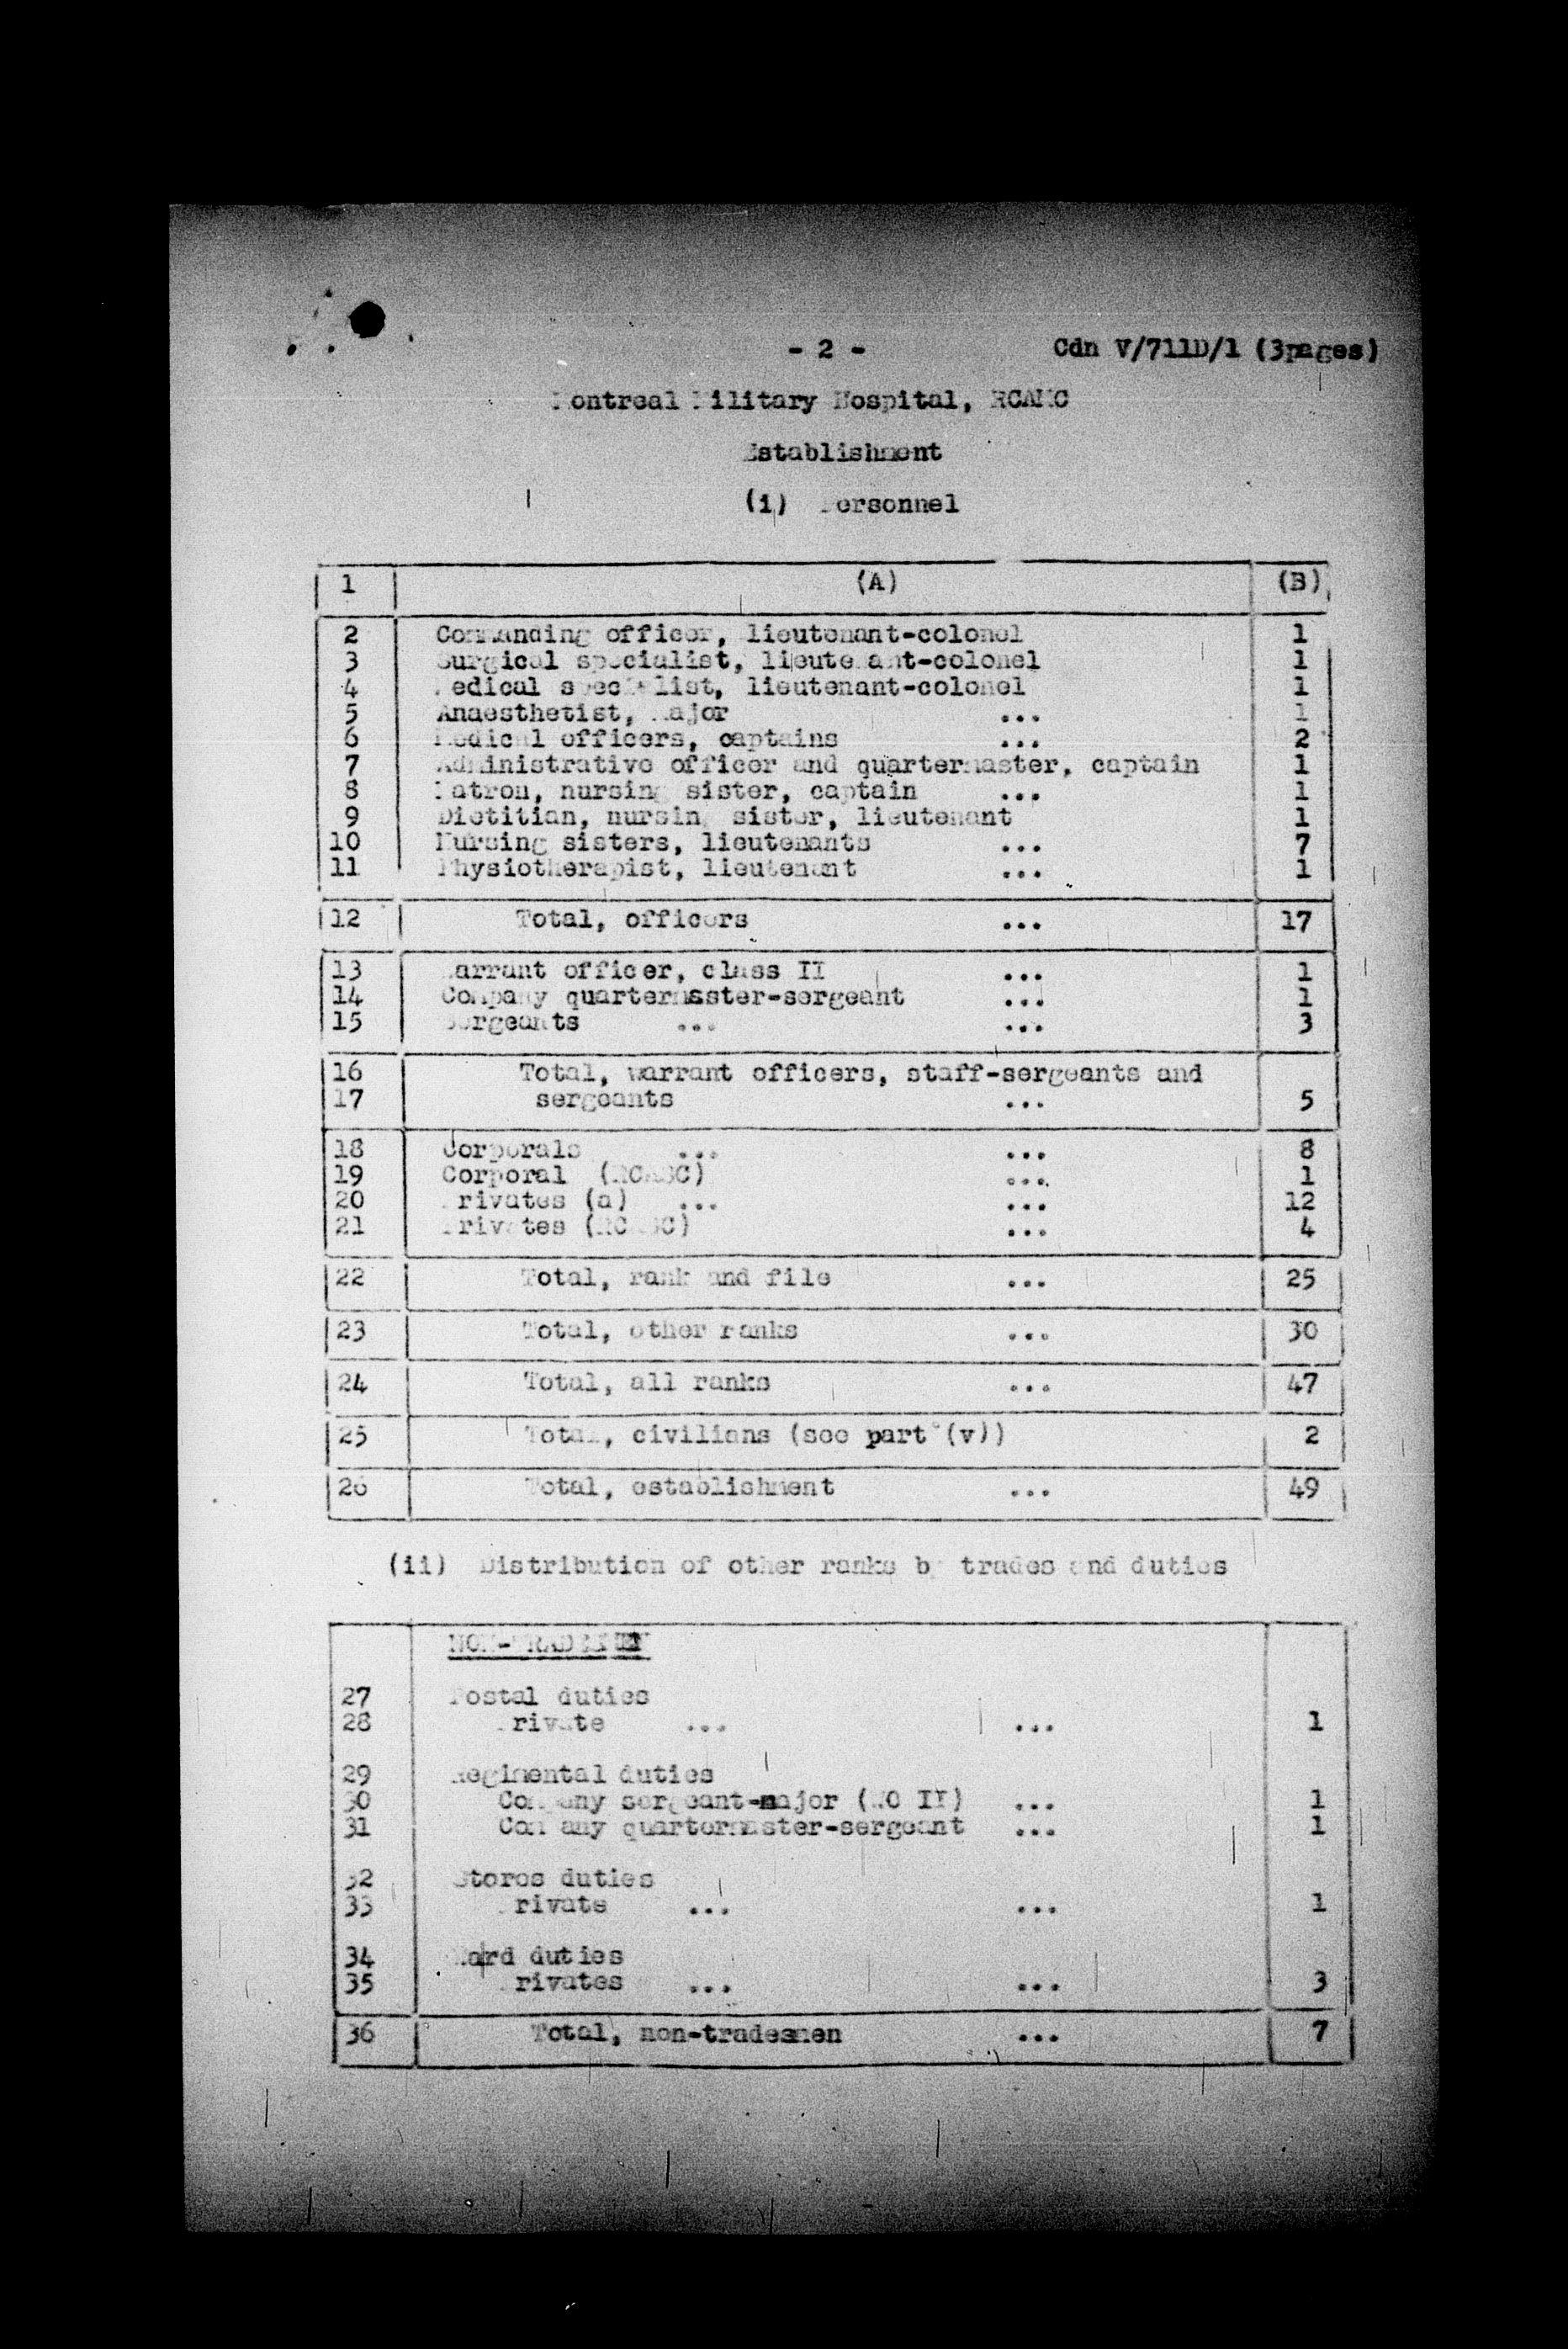 - 2 - Cdn V/711D/1 (3pages)
Montreal Military Hospital, RCAMC
Establishment
(i) Personnel
1 (A) (B)
2 Commanding officer, lieutenant-colonel 1
3 Surgical specialist, lieutenant-colonel 1
4 Medical specialist, lieutenant-colonel 1
5 Anaesthetist, major ... 1
6 Medical officers, captains ... 2
7 Administrative officer and quartermaster, captain 1
8 Matron, nursing sister, captain ... 1
9 Dietitian, nursing sister, lieutenant 1
10 Nursing sisters, lieutenants ... 7
11 Physiotherapist, lieutenant ... 1
12 Total, officers ... 17
13 Warrant officer, class II ... 1
14 Company quartermaster-sergeant ... 1
15 Sergeants ... ... 3
16 Total, warrant officers, staff-sergeants and
17 sergeants ... 5
18 Corporals ... ... 8
19 Corporal (RCASC) ... 1
20 Privates (a) ... ... 12
21 Privates (RCASC) ... 4
22 Total, rank and file ... 25
23 Total, other ranks ... 30
24 Total, all ranks ... 47
25 Total, civilians (see part (v)) 2
26 Total, establishment ... 49
(ii) Distribution of other ranks by trades and duties
NON-TRADESMEN
27 Postal duties
28 Private ... ... 1
29 Regimental duties
30 Company sergeant-major (WO II) ... 1
31 Company quartermaster-sergeant ... 1
32 Stores duties
33 Private ... ... 1
34 Ward duties
35 Privates ... ... 3
36 Total, non-tradesmen ... 7